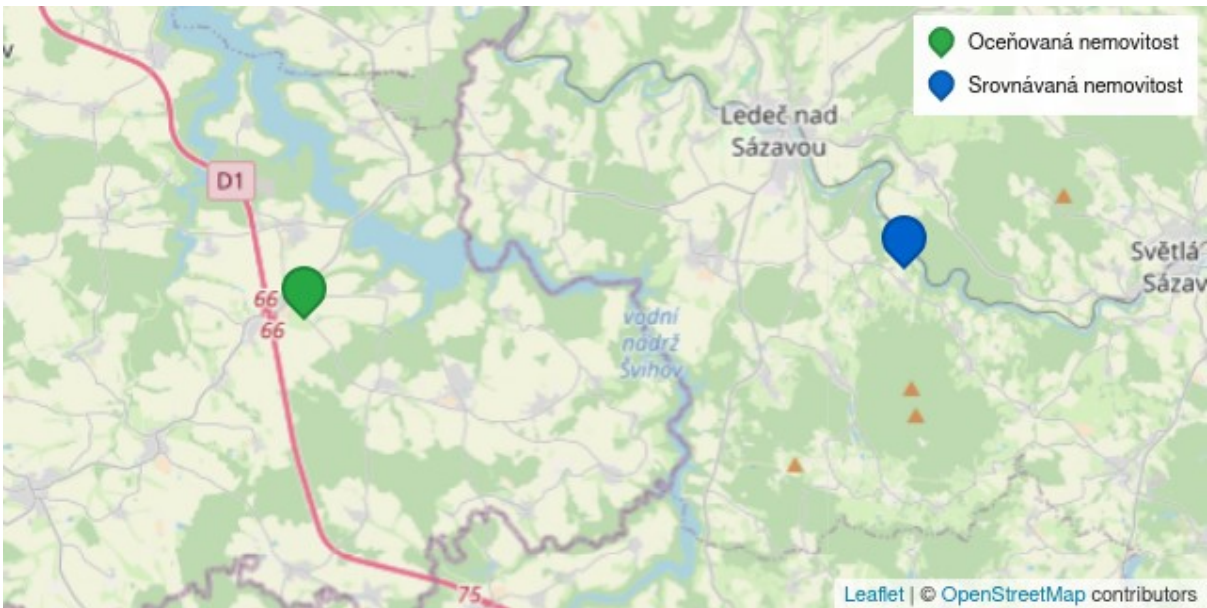 v
D1
66
66
75
Ledeč nad
Sázavou
Světlá
Sázav
vodní
nádrž
Švihov
Oceňovaná nemovitost
Srovnávaná nemovitost
Leaflet | © OpenStreetMap contributors